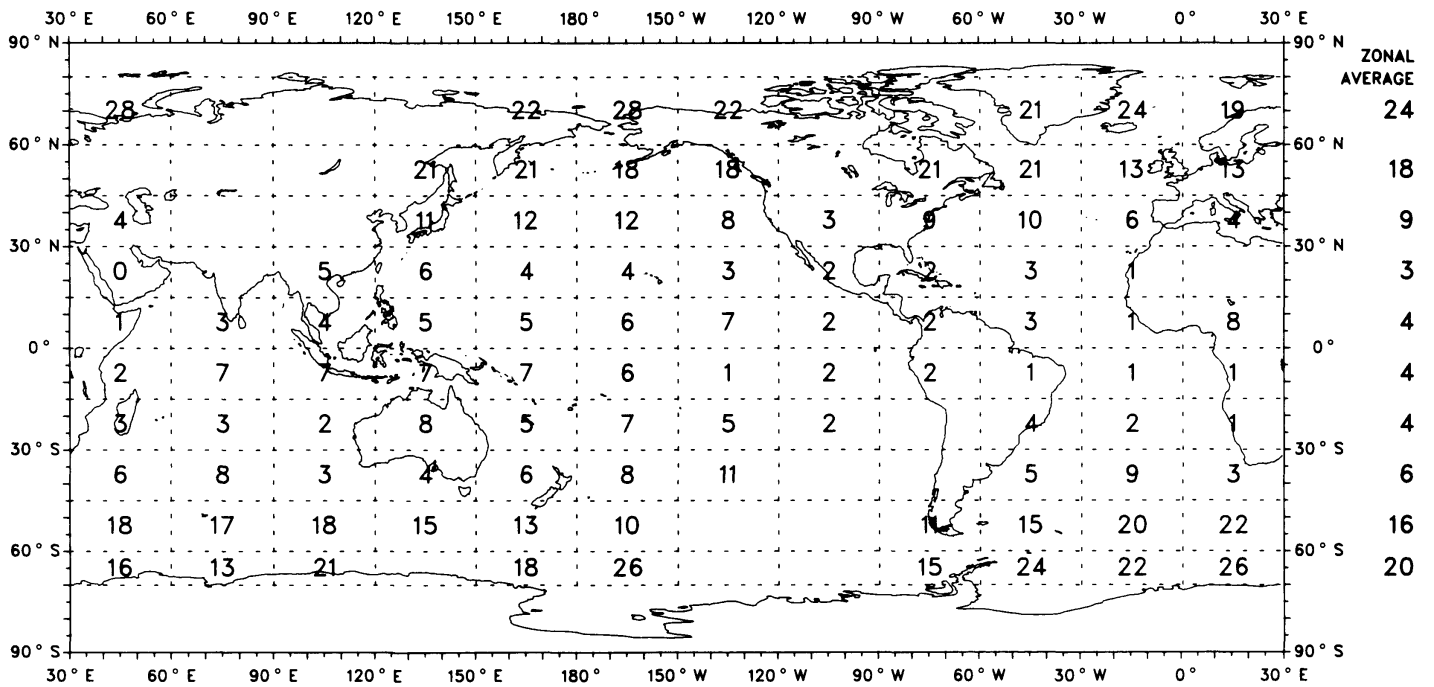 30° E 60° E 90° E 120° E 150° E 180° 150° W 120° W 90° W 60° W 30° W 0° 30° E
90° N 90° N
ZONAL
AVERAGE
28 22 28 22 21 24 19 24
60° N 60° N
21 21 18 18 21 21 13 13 18
4 11 12 12 8 3 9 10 6 4 9
30° N 30° N
0 5 6 4 4 3 2 2 3 1 3
1 3 4 5 5 6 7 2 2 3 1 8 4
0° 0°
2 7 7 7 7 6 1 2 2 1 1 1 4
3 3 2 8 5 7 5 2 4 2 1 4
30° S 30° S
6 8 3 4 6 8 11 5 9 3 6
18 17 18 15 13 10 15 20 22 16
60° S 60° S
16 13 21 18 26 15 24 22 26 20
90° S 90° S
30° E 60° E 90° E 120° E 150° E 180° 150° W 120° W 90° W 60° W 30° W 0° 30° E